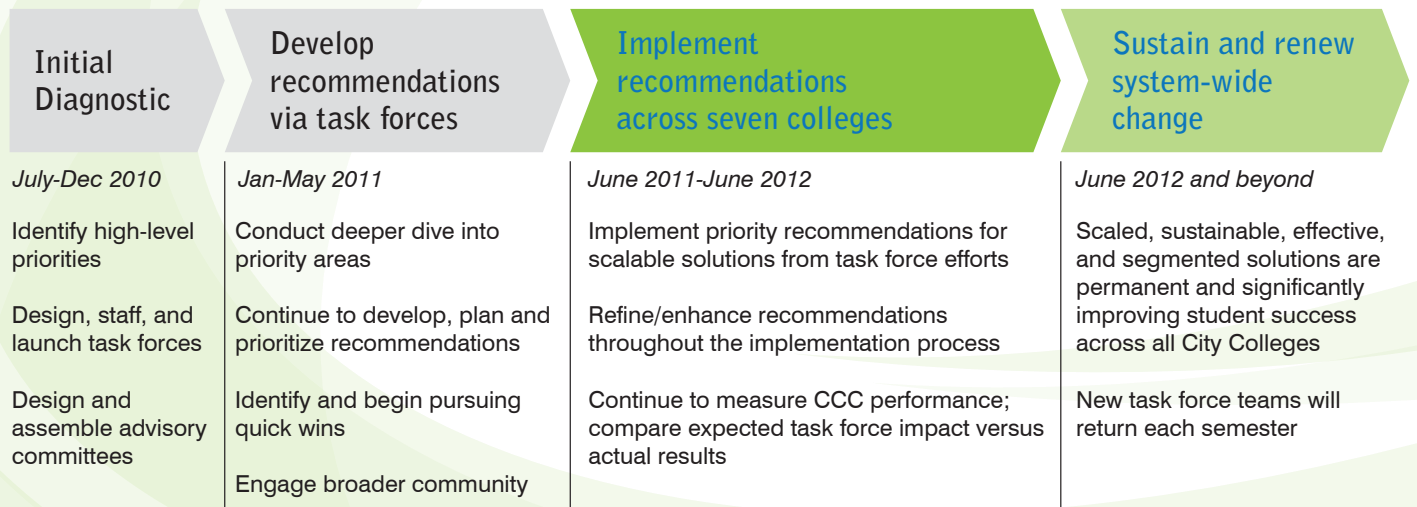 Initial
Diagnostic
Develop
recommendations
via task forces
Implement
recommendations
across seven colleges
Sustain and renew
system-wide
change
July-Dec 2010
Identify high-level
priorities
Design, staff, and
launch task forces
Design and
assemble advisory
committees
Jan-May 2011
Conduct deeper dive into
priority areas
Continue to develop, plan and
prioritize recommendations
Identify and begin pursuing
quick wins
Engage broader community
June 2011-June 2012
Implement priority recommendations for
scalable solutions from task force efforts
Refine/enhance recommendations
throughout the implementation process
Continue to measure CCC performance;
compare expected task force impact versus
actual results
June 2012 and beyond
Scaled, sustainable, effective,
and segmented solutions are
permanent and significantly
improving student success
across all City Colleges
New task force teams will
return each semester